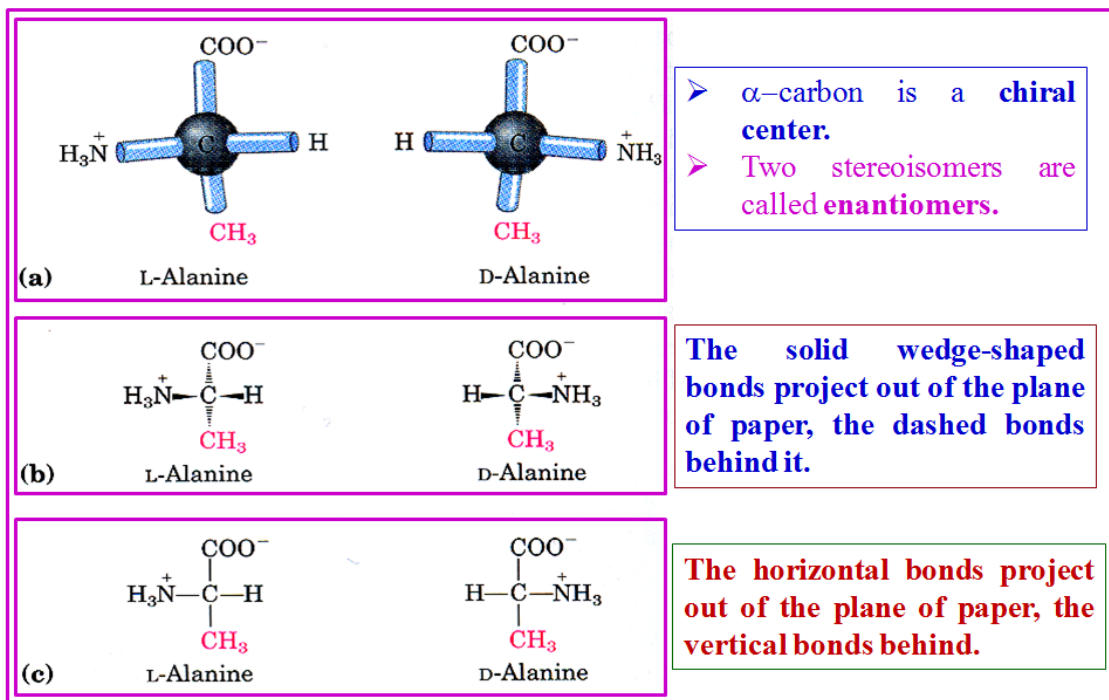 COO⁻ COO⁻
H₃N⁺ C H H C N⁺H₃
CH₃ CH₃
(a) L-Alanine D-Alanine
➢ α–carbon is a chiral
center.
➢ Two stereoisomers are
called enantiomers.
COO⁻ COO⁻
H₃N⁺ C H H C N⁺H₃
CH₃ CH₃
(b) L-Alanine D-Alanine
The solid wedge-shaped
bonds project out of the plane
of paper, the dashed bonds
behind it.
COO⁻ COO⁻
H₃N⁺—C—H H—C—N⁺H₃
CH₃ CH₃
(c) L-Alanine D-Alanine
The horizontal bonds project
out of the plane of paper, the
vertical bonds behind.